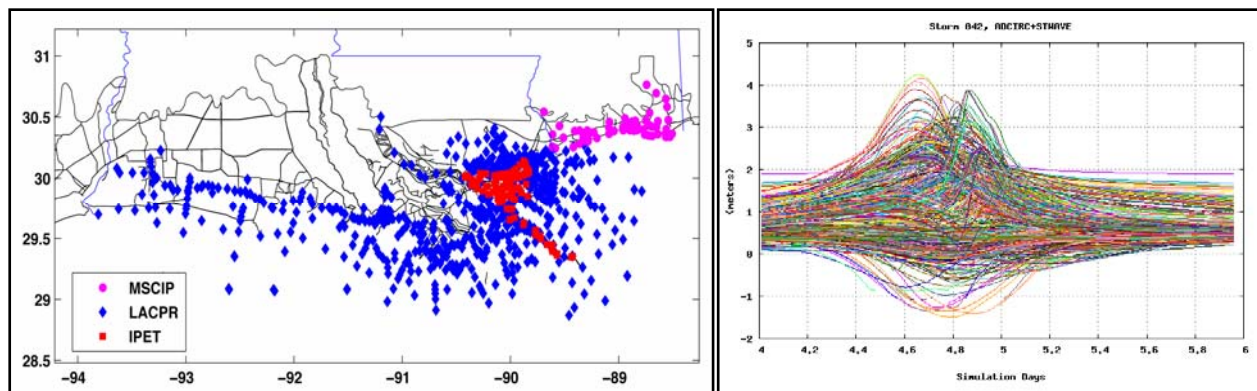 31
30.5
30
29.5
29
28.5
MSCIP
LACPR
IPET
−94 −93 −92 −91 −90 −89
Storm 042, ADCIRC+STWAVE
5
4
3
2
1
0
-1
-2
(meters)
4 4.2 4.4 4.6 4.8 5 5.2 5.4 5.6 5.8 6
Simulation Days